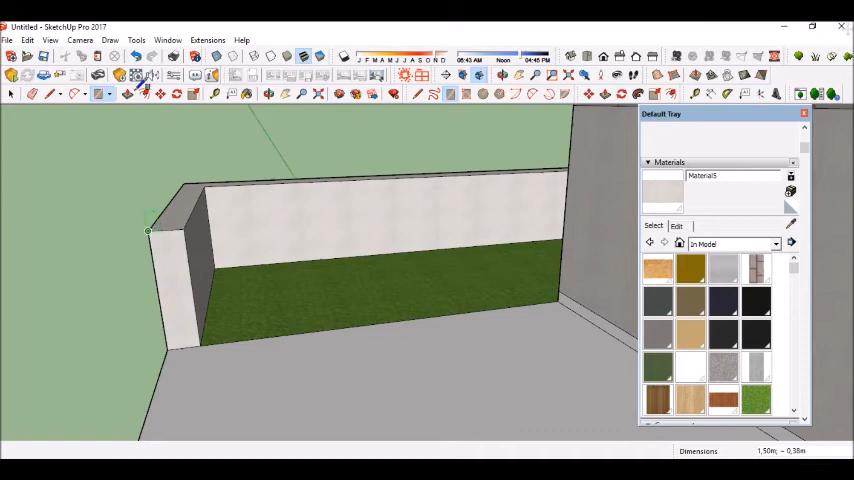 Untitled - SketchUp Pro 2017
File Edit View Camera Draw Tools Window Extensions Help
J F M A M J J A S O N D 06:43 AM Noon 04:45 PM
Default Tray
Materials
Material5
Select Edit
In Model
Dimensions 1,50m; ~ 0,38m